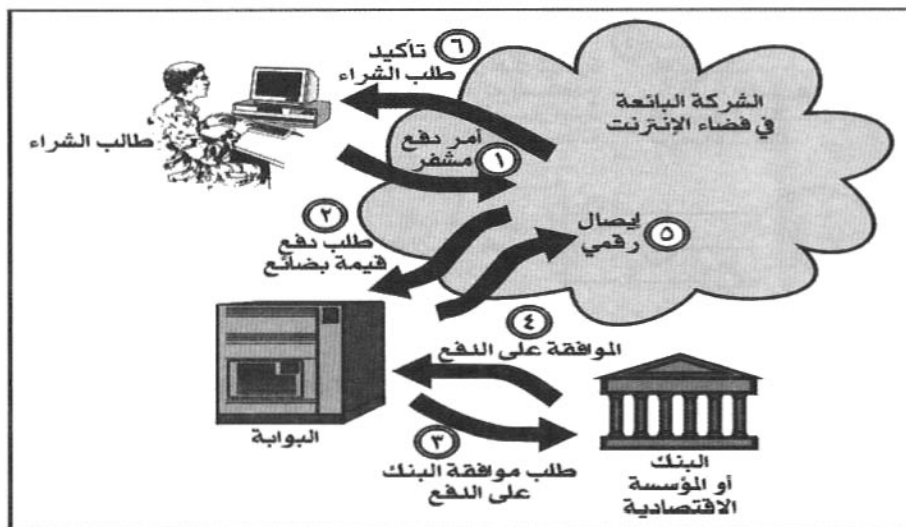 ٦ تأكيد
طلب الشراء
الشركة البائعة
في فضاء الإنترنت
طالب الشراء
أمر دفع
مشفر
١
٢
طلب دفع
قيمة بضائع
إيصال
رقمي
٥
٤
الموافقة على الدفع
البوابة
٣
طلب موافقة البنك
على الدفع
البنك
أو المؤسسة
الاقتصادية